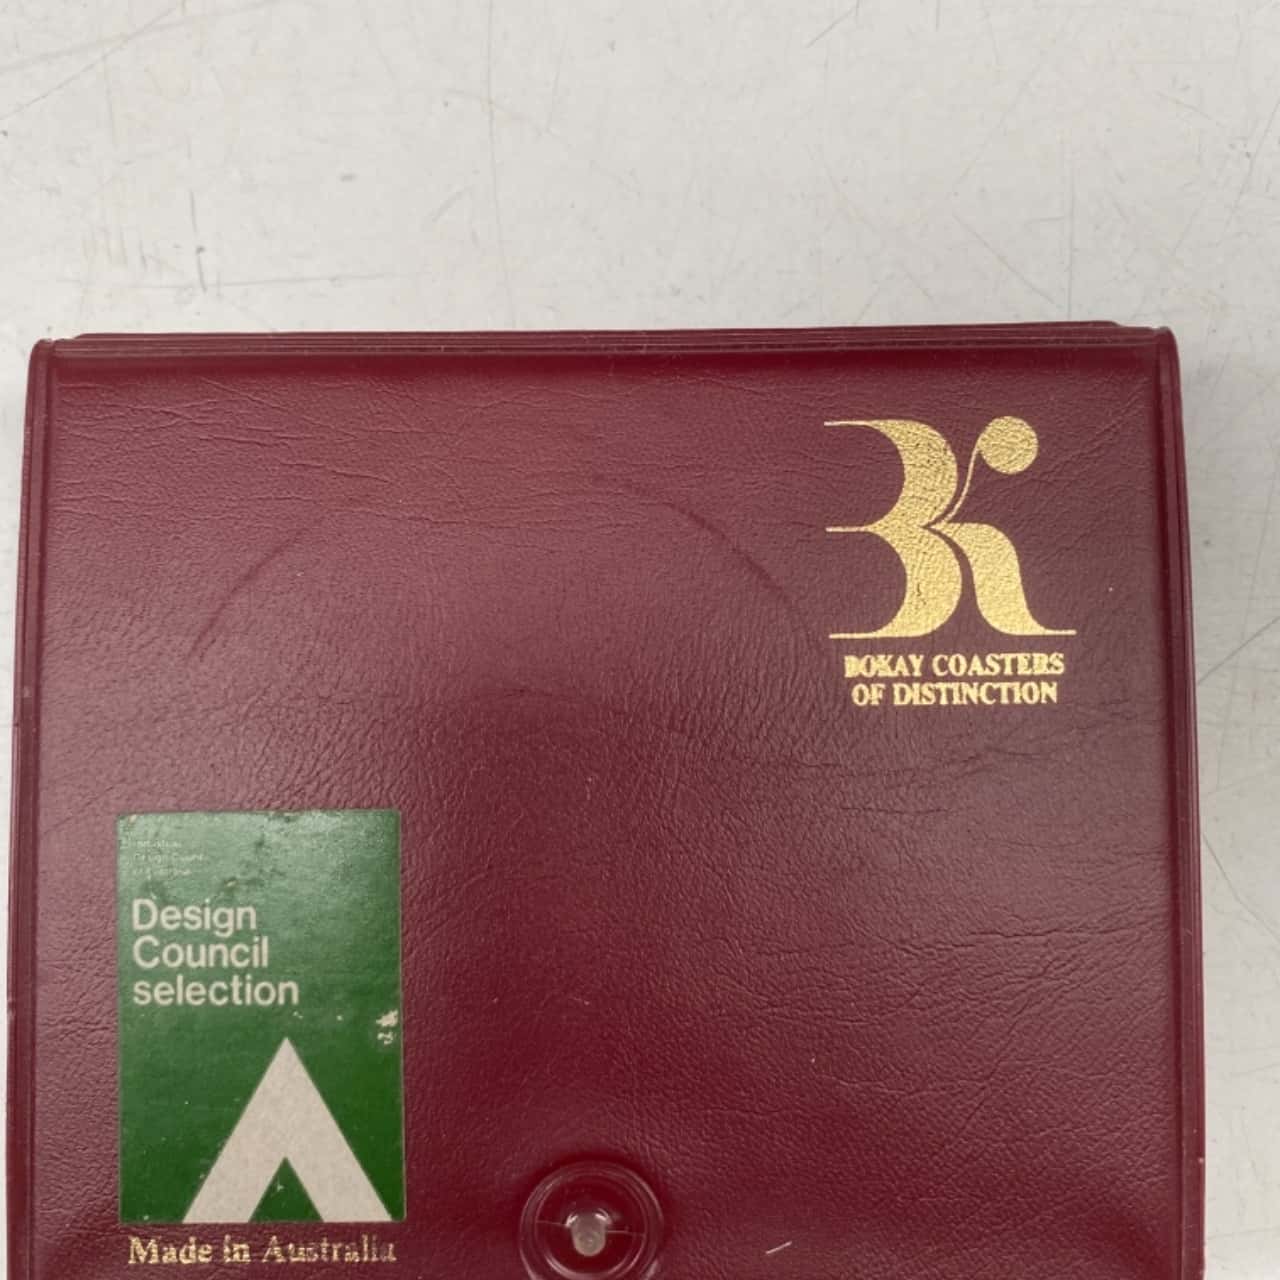 BOKAY COASTERS
OF DISTINCTION
Design
Council
selection
Made in Australia